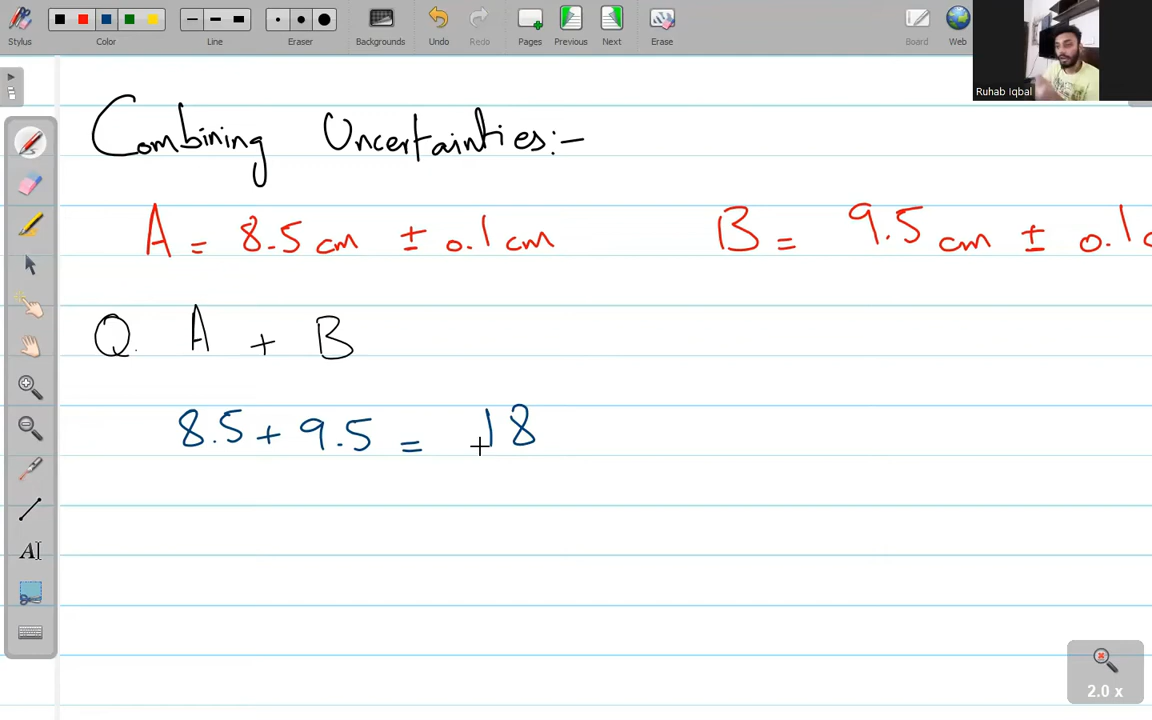 Stylus Color Line Eraser Backgrounds Undo Redo Pages Previous Next Erase Board Web
Ruhab Iqbal
Combining Uncertainties:-
A = 8.5 cm ± 0.1 cm B = 9.5 cm ± 0.1 c
Q. A + B
8.5 + 9.5 = 18
A
2.0 x